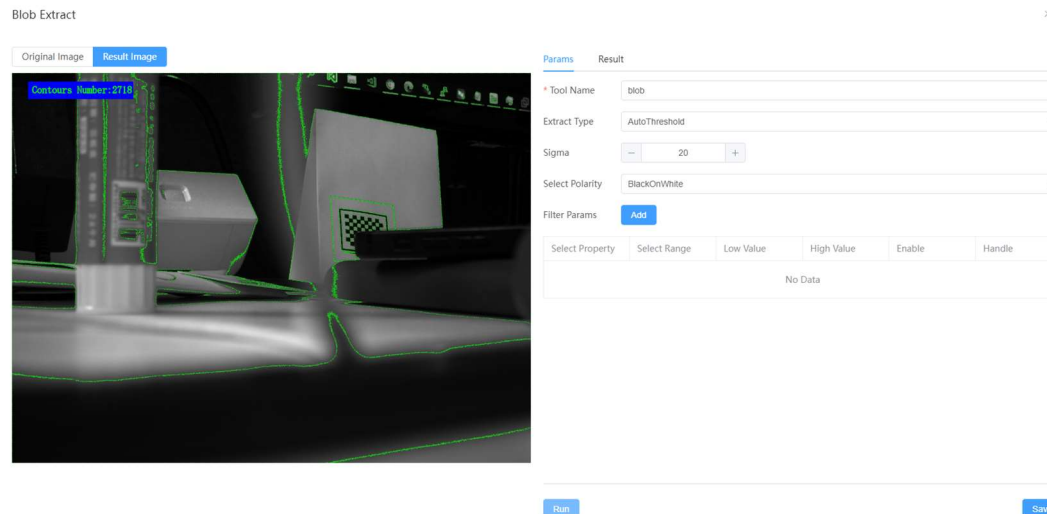 Blob Extract
Original Image
Result Image
Contours Number:2718
Params
Result
* Tool Name
blob
Extract Type
AutoThreshold
Sigma
20
Select Polarity
BlackOnWhite
Filter Params
Add
Select Property
Select Range
Low Value
High Value
Enable
Handle
No Data
Run
Sav